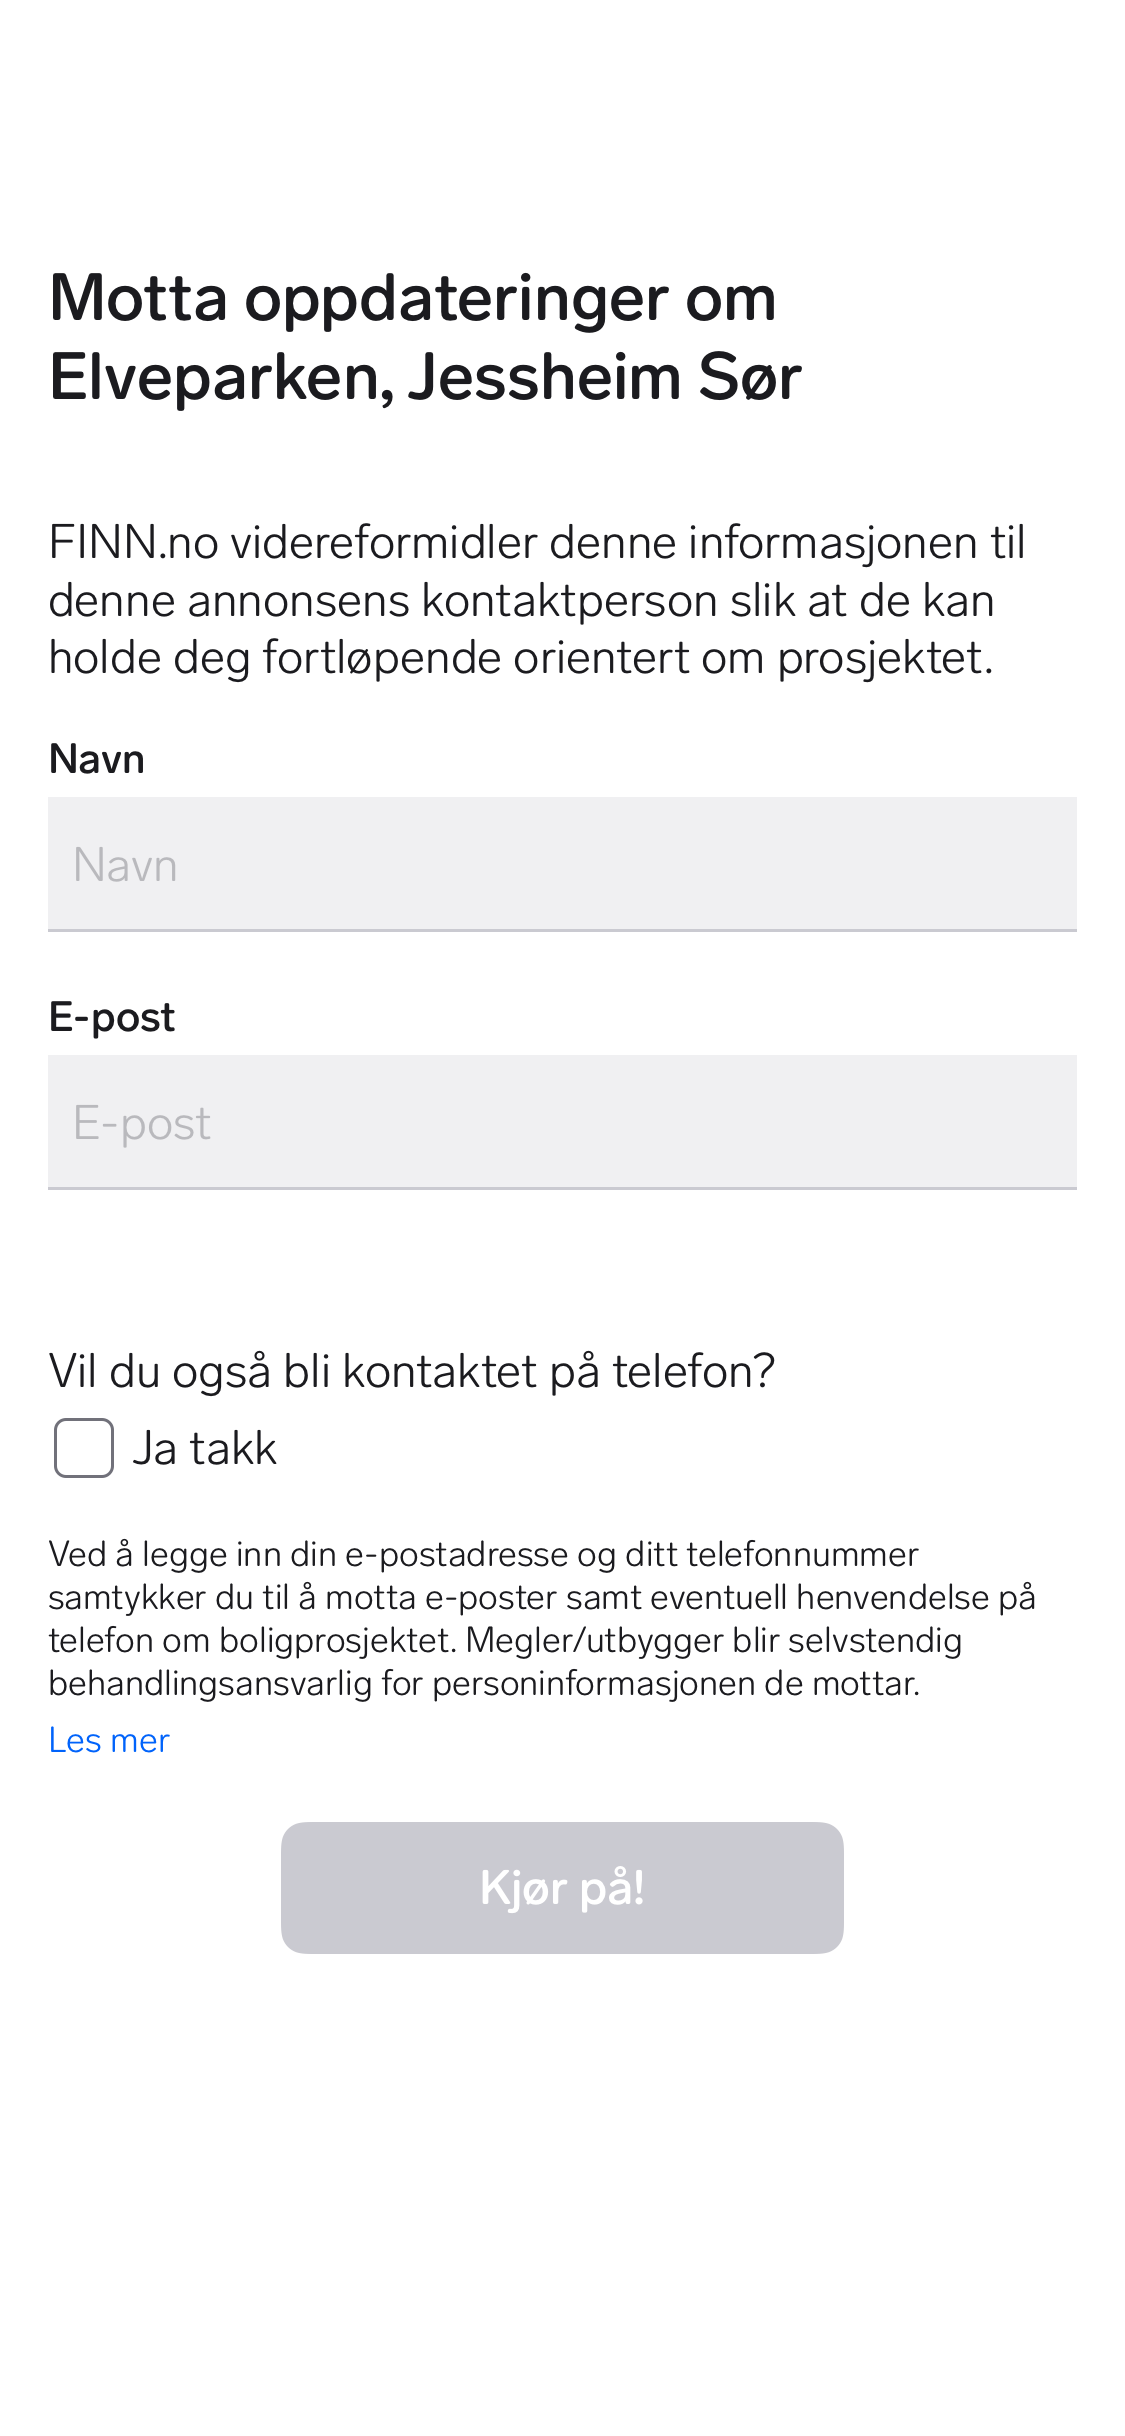 Motta oppdateringer om
Elveparken, Jessheim Sør
FINN.no videreformidler denne informasjonen til
denne annonsens kontaktperson slik at de kan
holde deg fortløpende orientert om prosjektet.
Navn
Navn
E-post
E-post
Vil du også bli kontaktet på telefon?
Ja takk
Ved å legge inn din e-postadresse og ditt telefonnummer
samtykker du til å motta e-poster samt eventuell henvendelse på
telefon om boligprosjektet. Megler/utbygger blir selvstendig
behandlingsansvarlig for personinformasjonen de mottar.
Les mer
Kjør på!